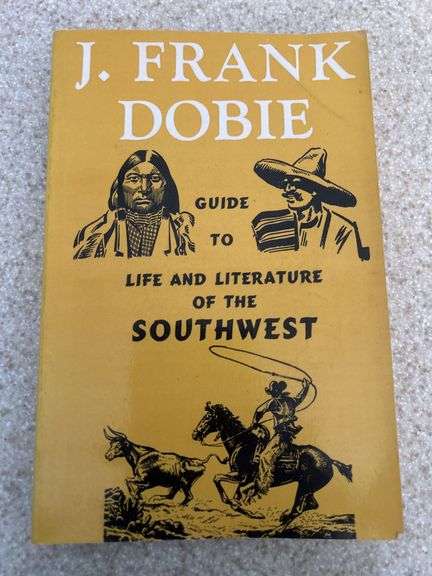 J. FRANK
DOBIE
GUIDE
TO
LIFE AND LITERATURE
OF THE
SOUTHWEST